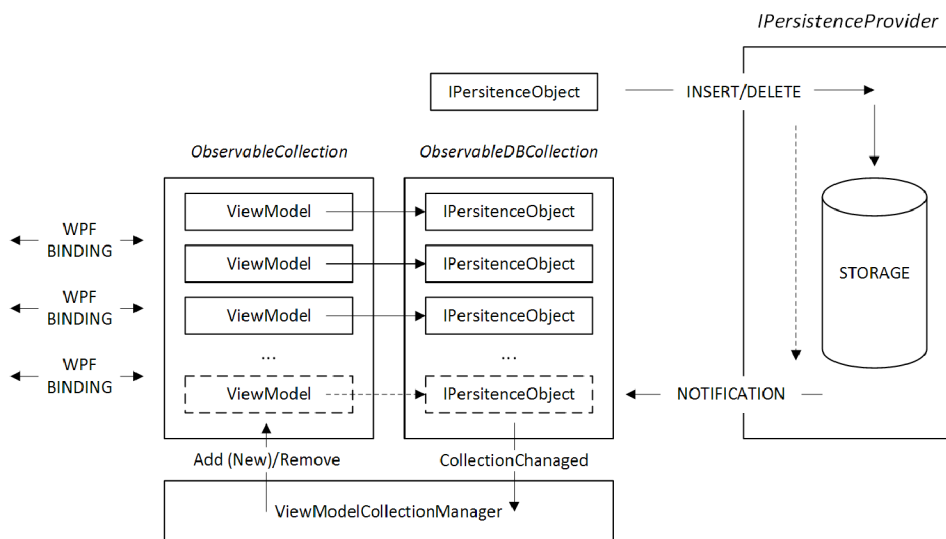 IPersistenceProvider
IPersitenceObject
INSERT/DELETE
ObservableCollection
ObservableDBCollection
ViewModel
IPersitenceObject
WPF
BINDING
ViewModel
IPersitenceObject
STORAGE
WPF
BINDING
ViewModel
IPersitenceObject
...
...
WPF
BINDING
ViewModel
IPersitenceObject
NOTIFICATION
Add (New)/Remove
CollectionChanaged
ViewModelCollectionManager